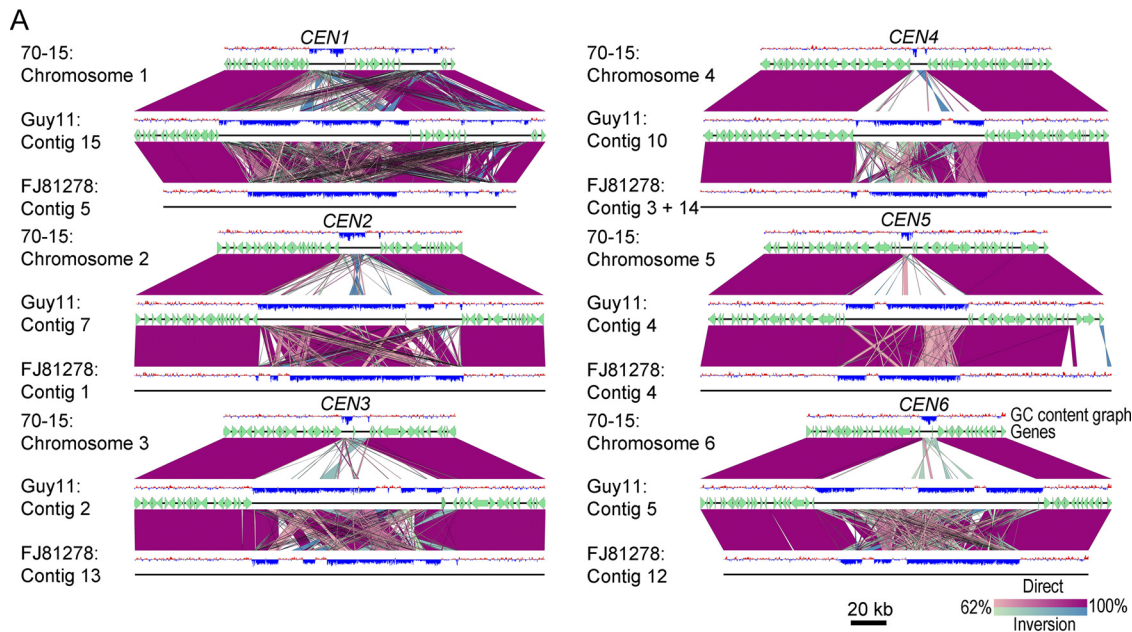 A
CEN1
70-15:
Chromosome 1
Guy11:
Contig 15
FJ81278:
Contig 5
CEN2
70-15:
Chromosome 2
Guy11:
Contig 7
FJ81278:
Contig 1
CEN3
70-15:
Chromosome 3
Guy11:
Contig 2
FJ81278:
Contig 13
CEN4
70-15:
Chromosome 4
Guy11:
Contig 10
FJ81278:
Contig 3 + 14
CEN5
70-15:
Chromosome 5
Guy11:
Contig 4
FJ81278:
Contig 4
CEN6
70-15:
GC content graph
Chromosome 6
Genes
Guy11:
Contig 5
FJ81278:
Contig 12
20 kb
Direct
62% 100%
Inversion